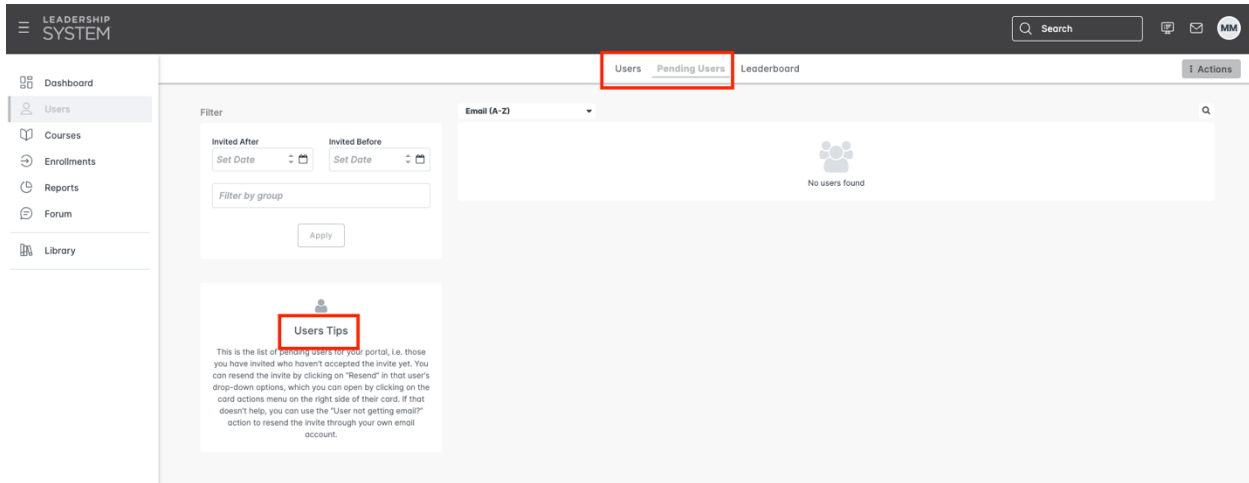 LEADERSHIP
SYSTEM
Search
MM
Users Pending Users Leaderboard
Actions
Dashboard
Users
Courses
Enrollments
Reports
Forum
Library
Filter
Invited After Invited Before
Set Date Set Date
Filter by group
Apply
Email (A-Z)
No users found
Users Tips
This is the list of pending users for your portal, i.e. those
you have invited who haven't accepted the invite yet. You
can resend the invite by clicking on "Resend" in that user's
drop-down options, which you can open by clicking on the
card actions menu on the right side of their card. If that
doesn't help, you can use the "User not getting email?"
action to resend the invite through your own email
account.